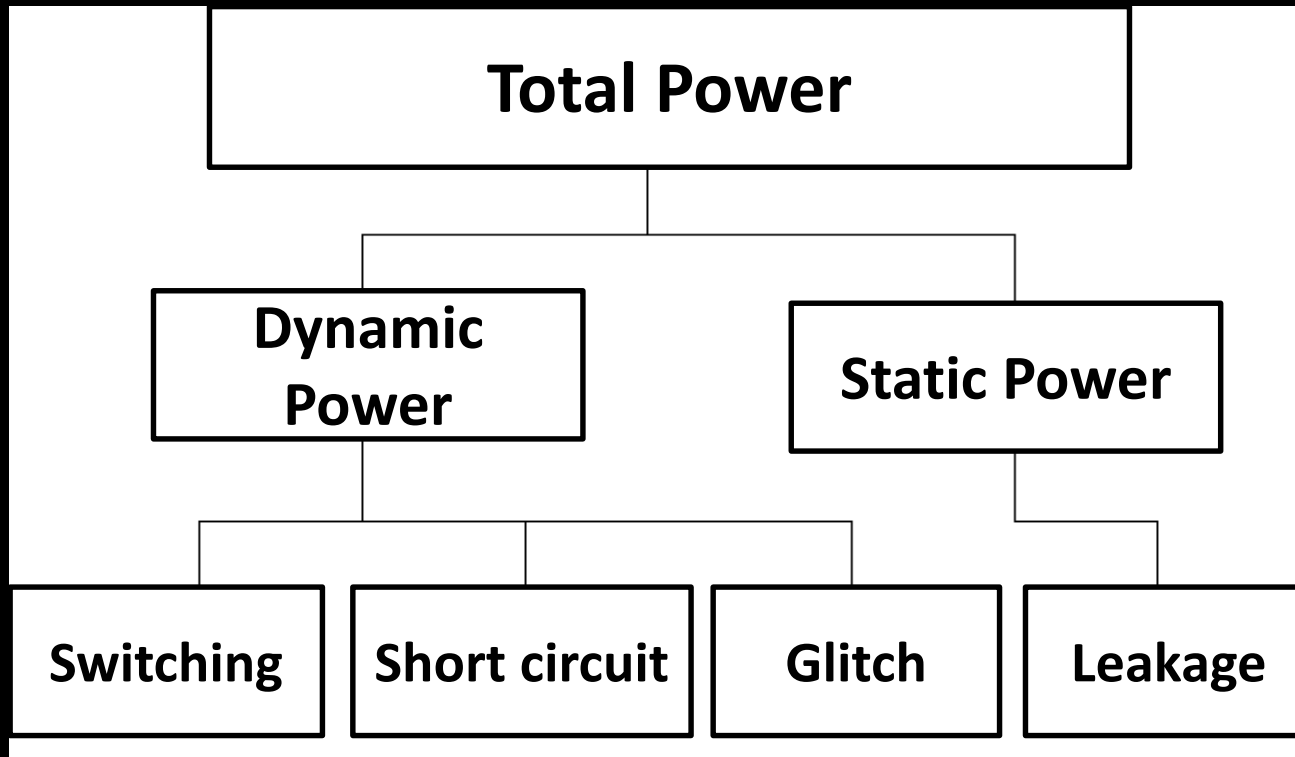 Total Power
Dynamic
Power
Static Power
Switching
Short circuit
Glitch
Leakage